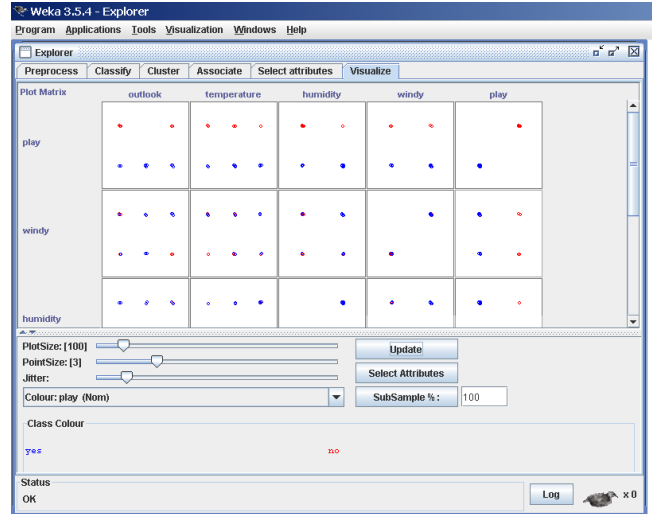 Weka 3.5.4 - Explorer
Program Applications Tools Visualization Windows Help
Explorer
Preprocess Classify Cluster Associate Select attributes Visualize
Plot Matrix outlook temperature humidity windy play
play
windy
humidity
PlotSize: [100]
Update
PointSize: [3]
Select Attributes
Jitter:
Colour: play (Nom)
SubSample % :
100
Class Colour
yes no
Status
OK
Log
x 0